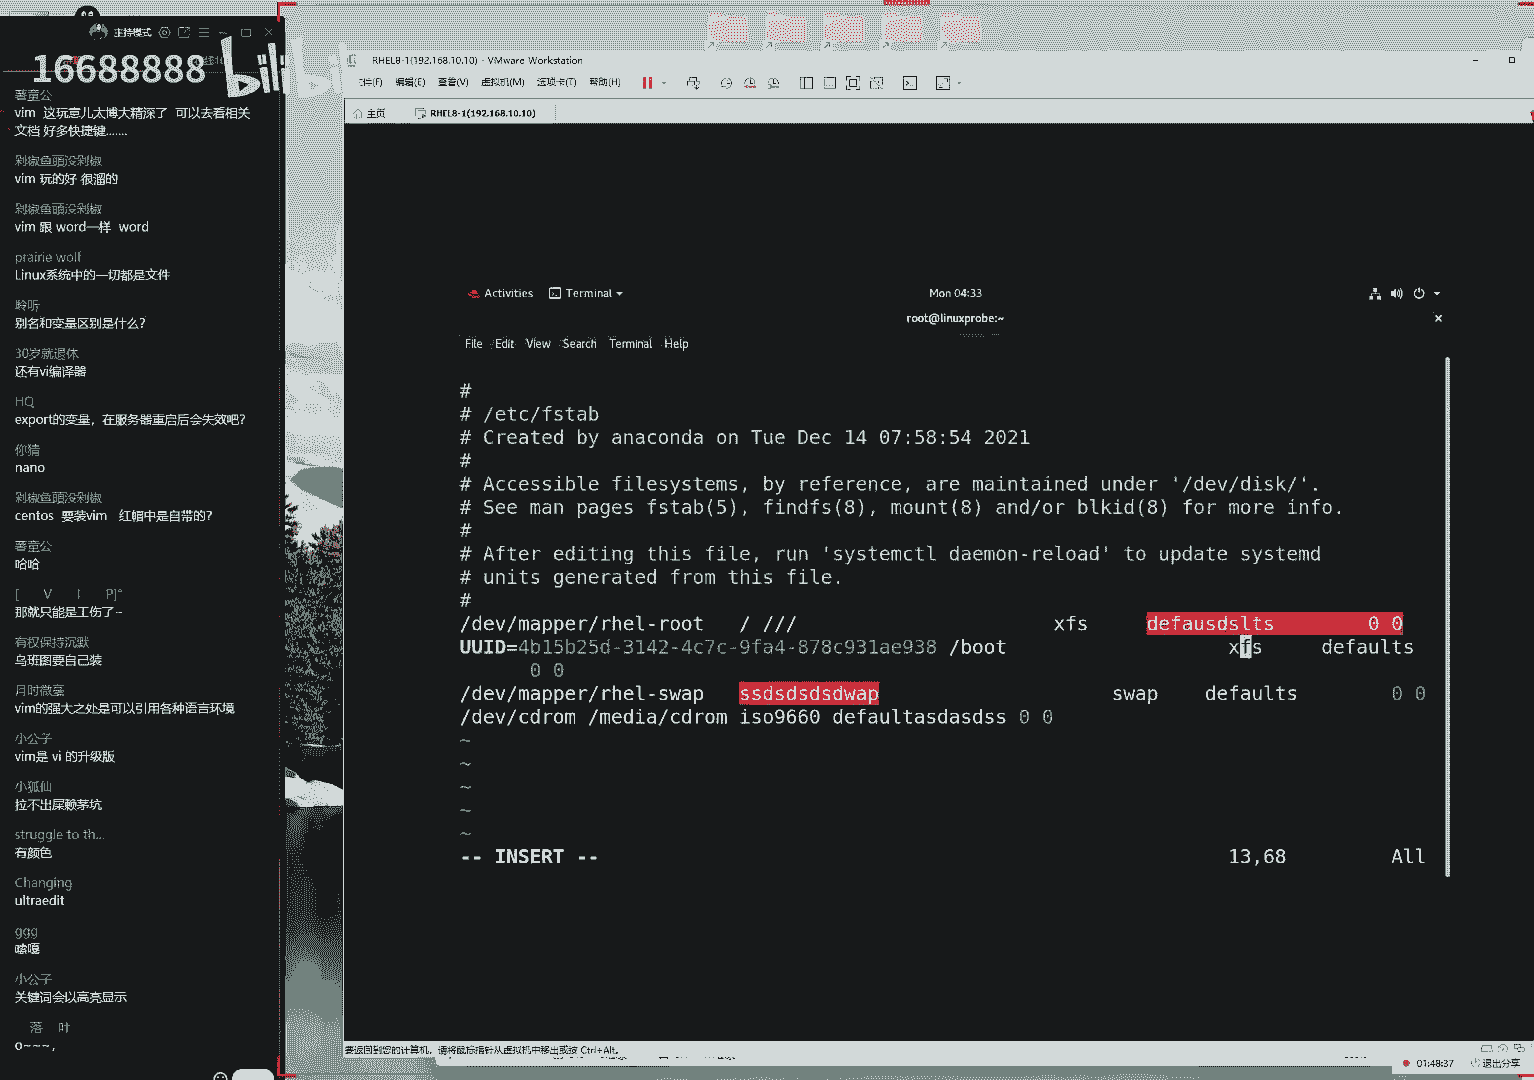 主持模式
16688888
bilibi
薯童公
vim 这玩意儿太博大精深了 可以去看相关
文档 好多快捷键.......
剁椒鱼頭没剁椒
vim 玩的好 很溜的
剁椒鱼頭没剁椒
vim 跟 word一样 word
prairie wolf
Linux系统中的一切都是文件
聆听
别名和变量区别是什么?
30岁就退休
还有vi编译器
HQ
export的变量，在服务器重启后会失效吧?
你猜
nano
剁椒鱼頭没剁椒
centos 要装vim 红帽中是自带的?
薯童公
哈哈
[ V I P]°
那就只能是工伤了~
有权保持沉默
乌班图要自己装
月时微蔓
vim的强大之处是可以引用各种语言环境
小公子
vim是 vi 的升级版
小狐仙
拉不出屎赖茅坑
struggle to th...
有颜色
Changing
ultraedit
ggg
嘻嘎
小公子
关键词会以高亮显示
落 叶
o~~~,
RHEL8-1(192.168.10.10) - VMware Workstation
件(F) 编辑(E) 查看(V) 虚拟机(M) 选项卡(T) 帮助(H)
主页 RHEL8-1(192.168.10.10)
Activities Terminal Mon 04:33
root@linuxprobe:~
File Edit View Search Terminal Help
#
# /etc/fstab
# Created by anaconda on Tue Dec 14 07:58:54 2021
#
# Accessible filesystems, by reference, are maintained under '/dev/disk/'.
# See man pages fstab(5), findfs(8), mount(8) and/or blkid(8) for more info.
#
# After editing this file, run 'systemctl daemon-reload' to update systemd
# units generated from this file.
#
/dev/mapper/rhel-root / /// xfs defausdslts 0 0
UUID=4b15b25d-3142-4c7c-9fa4-878c931ae938 /boot xfs defaults
0 0
/dev/mapper/rhel-swap ssdsdsdsdwap swap defaults 0 0
/dev/cdrom /media/cdrom iso9660 defaultasdasdss 0 0
~
~
~
~
~
-- INSERT -- 13,68 All
要返回到您的计算机，请将鼠标指针从虚拟机中移出或按 Ctrl+Alt。
01:48:37 退出分享